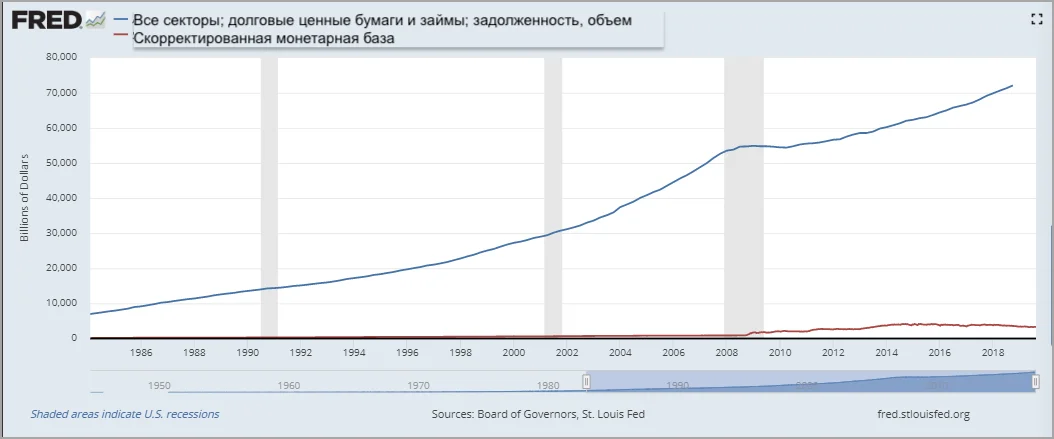 FRED
Все секторы; долговые ценные бумаги и займы; задолженность, объем
Скорректированная монетарная база
Billions of Dollars
80,000
70,000
60,000
50,000
40,000
30,000
20,000
10,000
0
1986 1988 1990 1992 1994 1996 1998 2000 2002 2004 2006 2008 2010 2012 2014 2016 2018
1950 1960 1970 1980 1990 2000 2010
Shaded areas indicate U.S. recessions Sources: Board of Governors, St. Louis Fed fred.stlouisfed.org